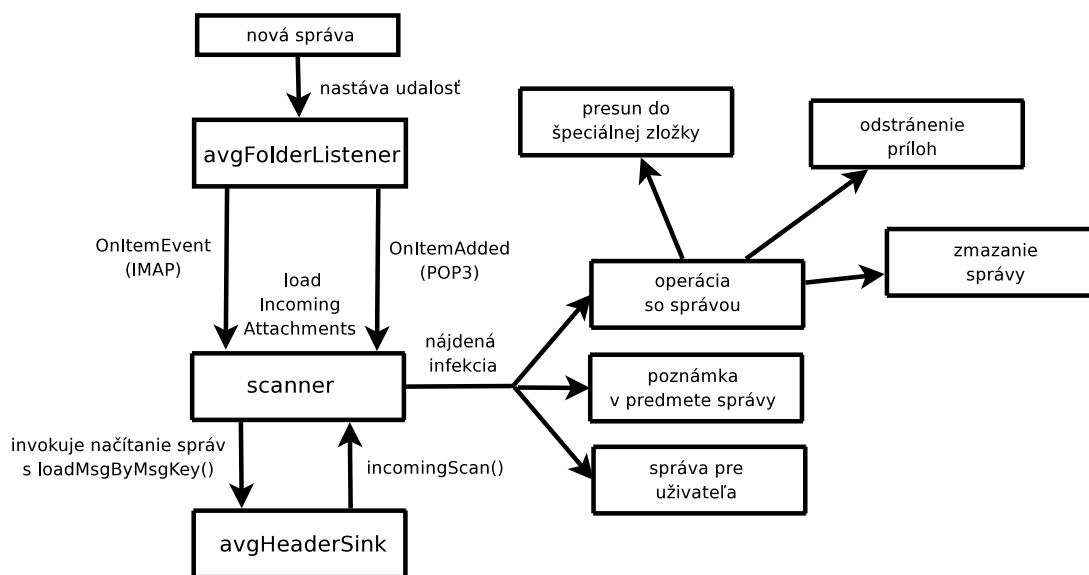 nová správa
nastáva udalosť
avgFolderListener
OnItemEvent
(IMAP)
OnItemAdded
(POP3)
load
Incoming
Attachments
scanner
invokuje načítanie správ
s loadMsgByMsgKey()
incomingScan()
avgHeaderSink
nájdená
infekcia
presun do
špeciálnej zložky
odstránenie
príloh
operácia
so správou
zmazanie
správy
poznámka
v predmete správy
správa pre
uživateľa